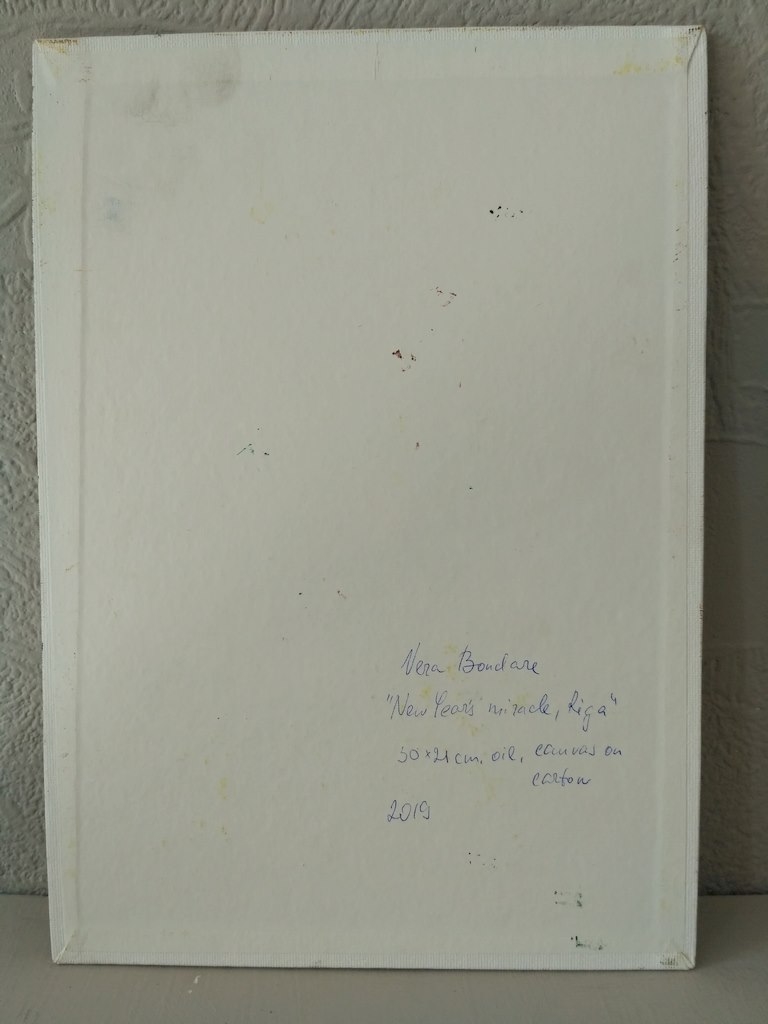 Vera Bondare
"New Year's miracle, Riga"
30×21 cm. oil, canvas on
carton
2019